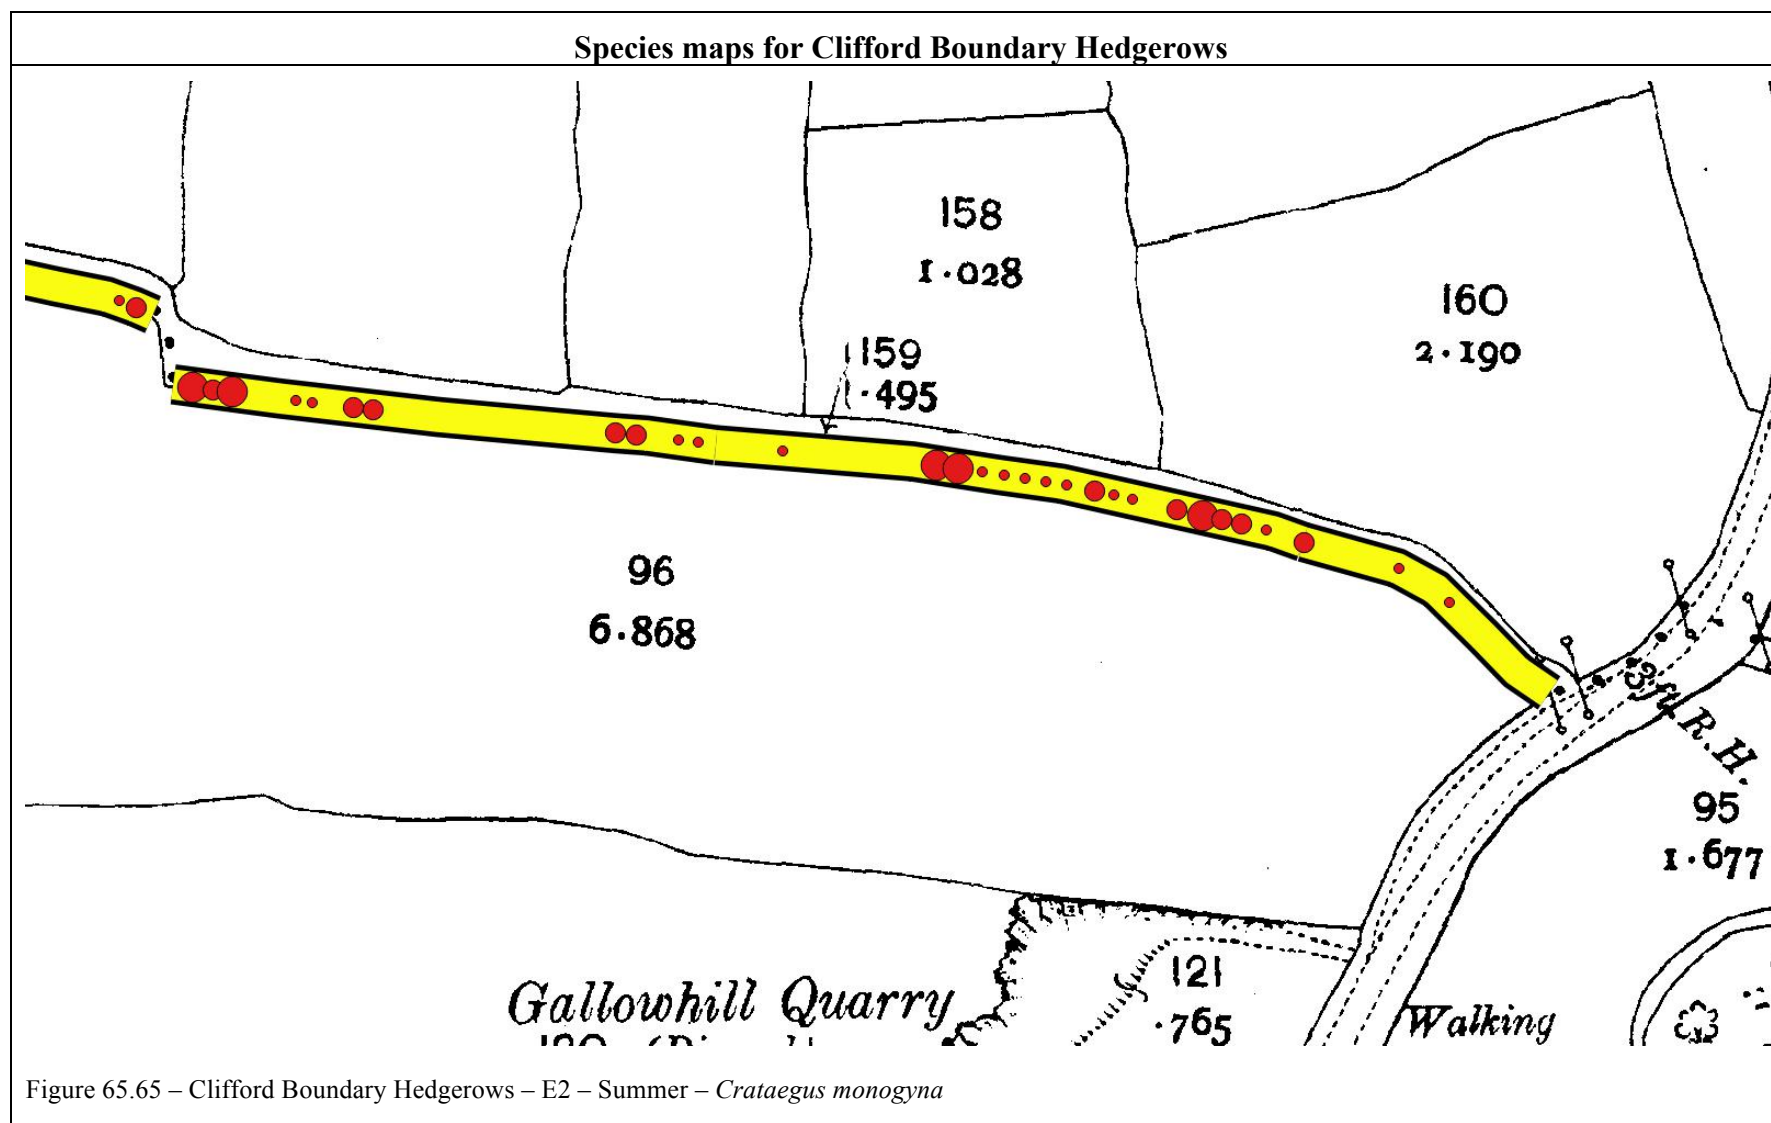 Species maps for Clifford Boundary Hedgerows
158
1·028
160
2·190
159
·495
96
6·868
3ft R.H.
95
1·677
Gallowhill Quarry
121
·765
Walking
Figure 65.65 – Clifford Boundary Hedgerows – E2 – Summer – Crataegus monogyna